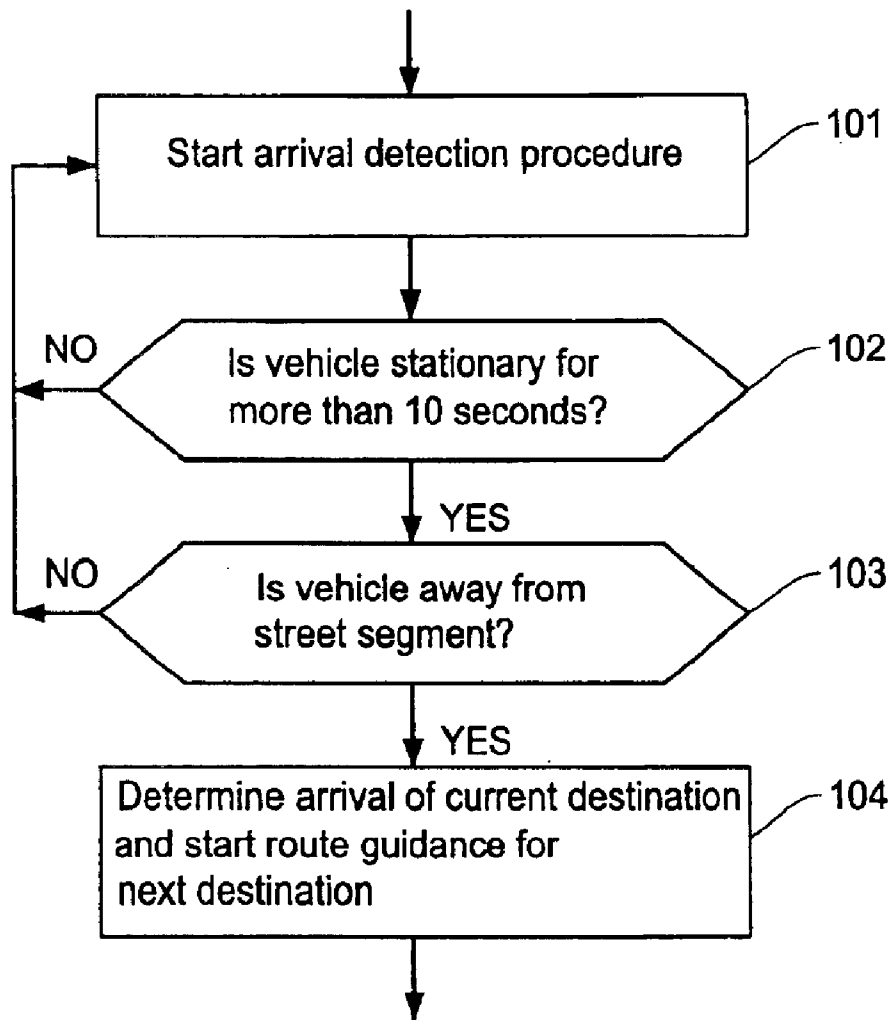 Start arrival detection procedure
101
NO
Is vehicle stationary for
more than 10 seconds?
102
YES
NO
Is vehicle away from
street segment?
103
YES
Determine arrival of current destination
and start route guidance for
next destination
104